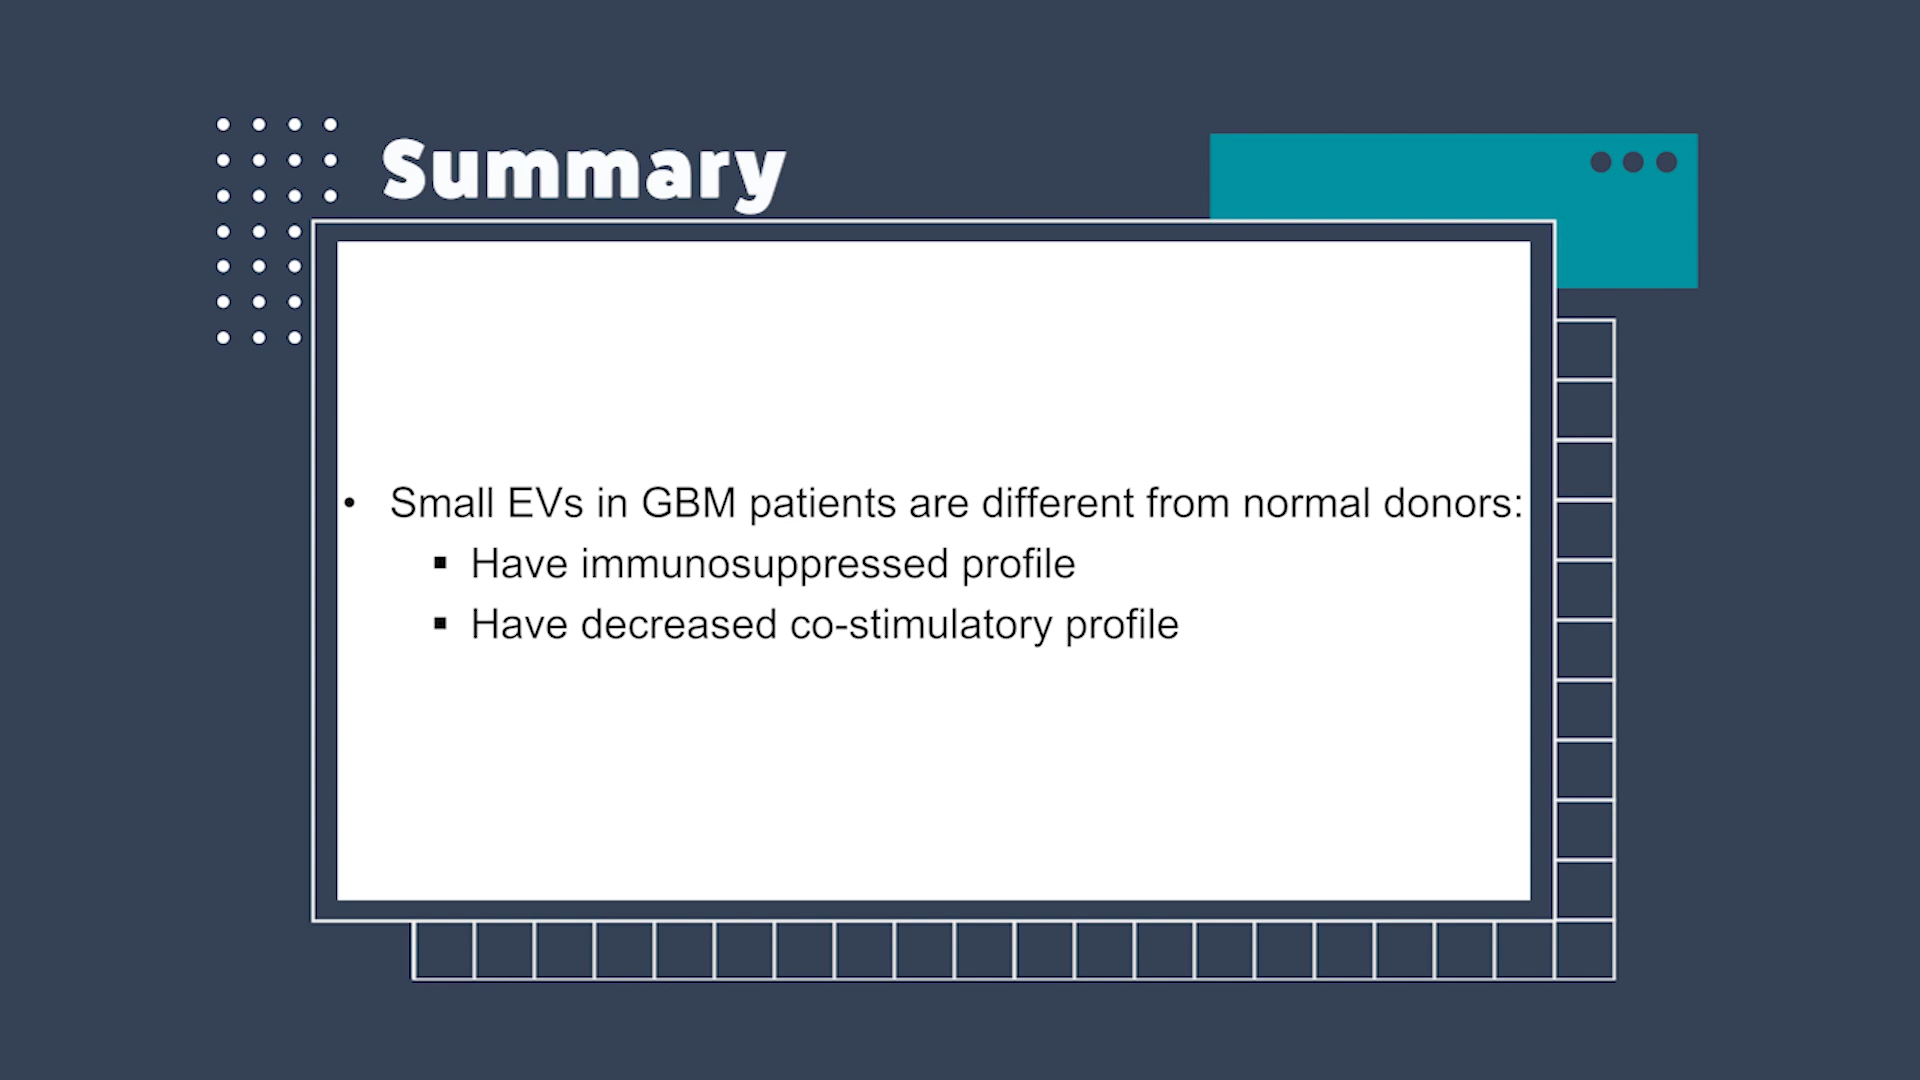 Summary
• Small EVs in GBM patients are different from normal donors:
▪ Have immunosuppressed profile
▪ Have decreased co-stimulatory profile